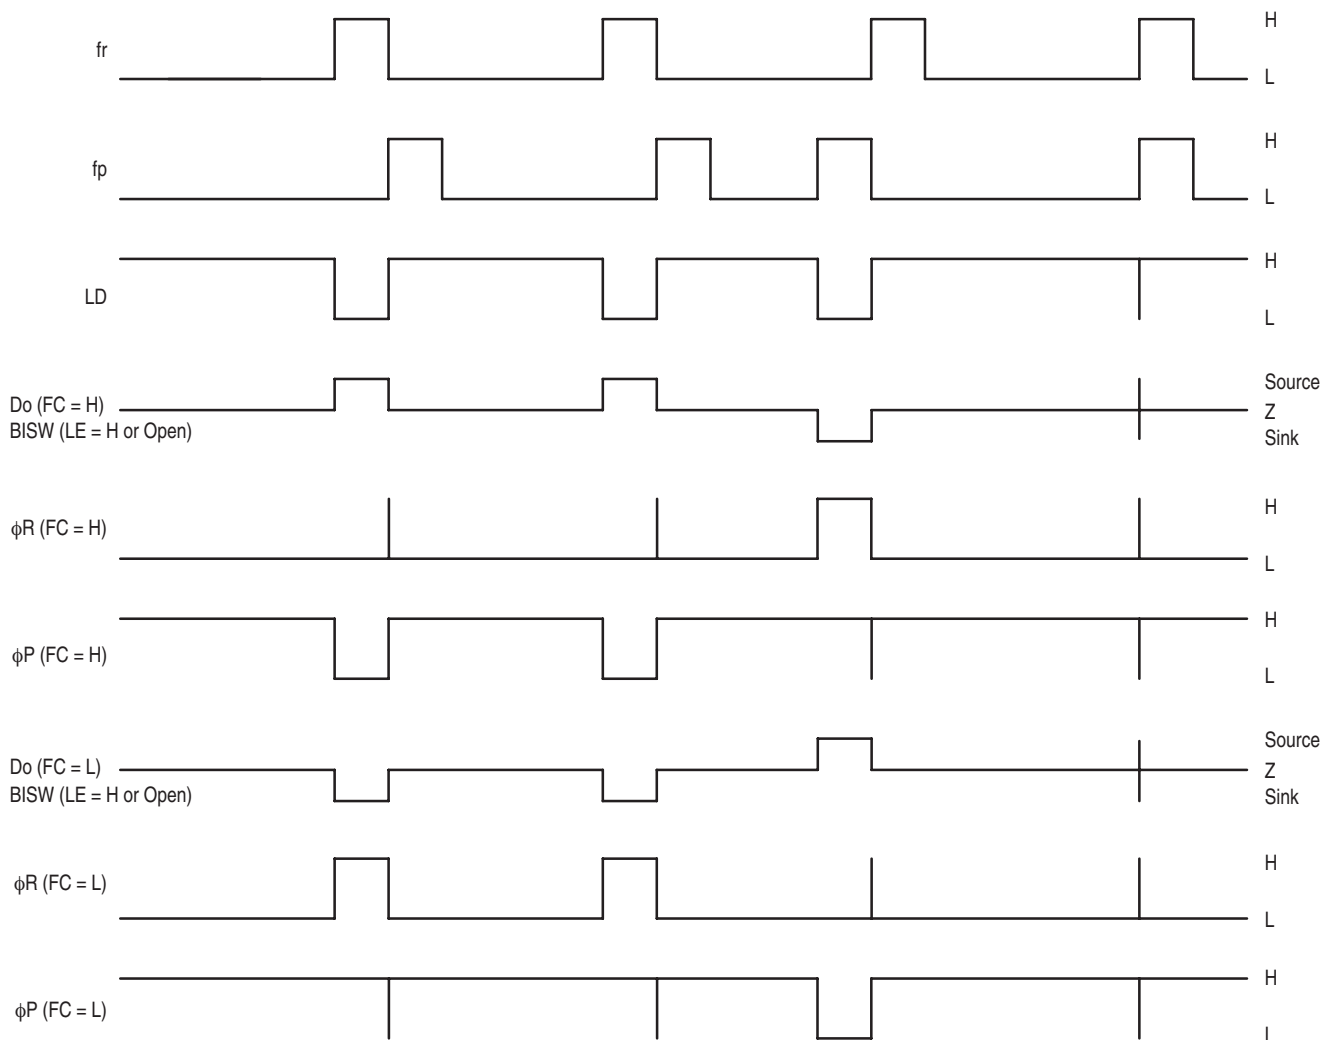 fr
H
L
fp
H
L
LD
H
L
Do (FC = H)
BISW (LE = H or Open)
Source
Z
Sink
ϕR (FC = H)
H
L
ϕP (FC = H)
H
L
Do (FC = L)
BISW (LE = H or Open)
Source
Z
Sink
ϕR (FC = L)
H
L
ϕP (FC = L)
H